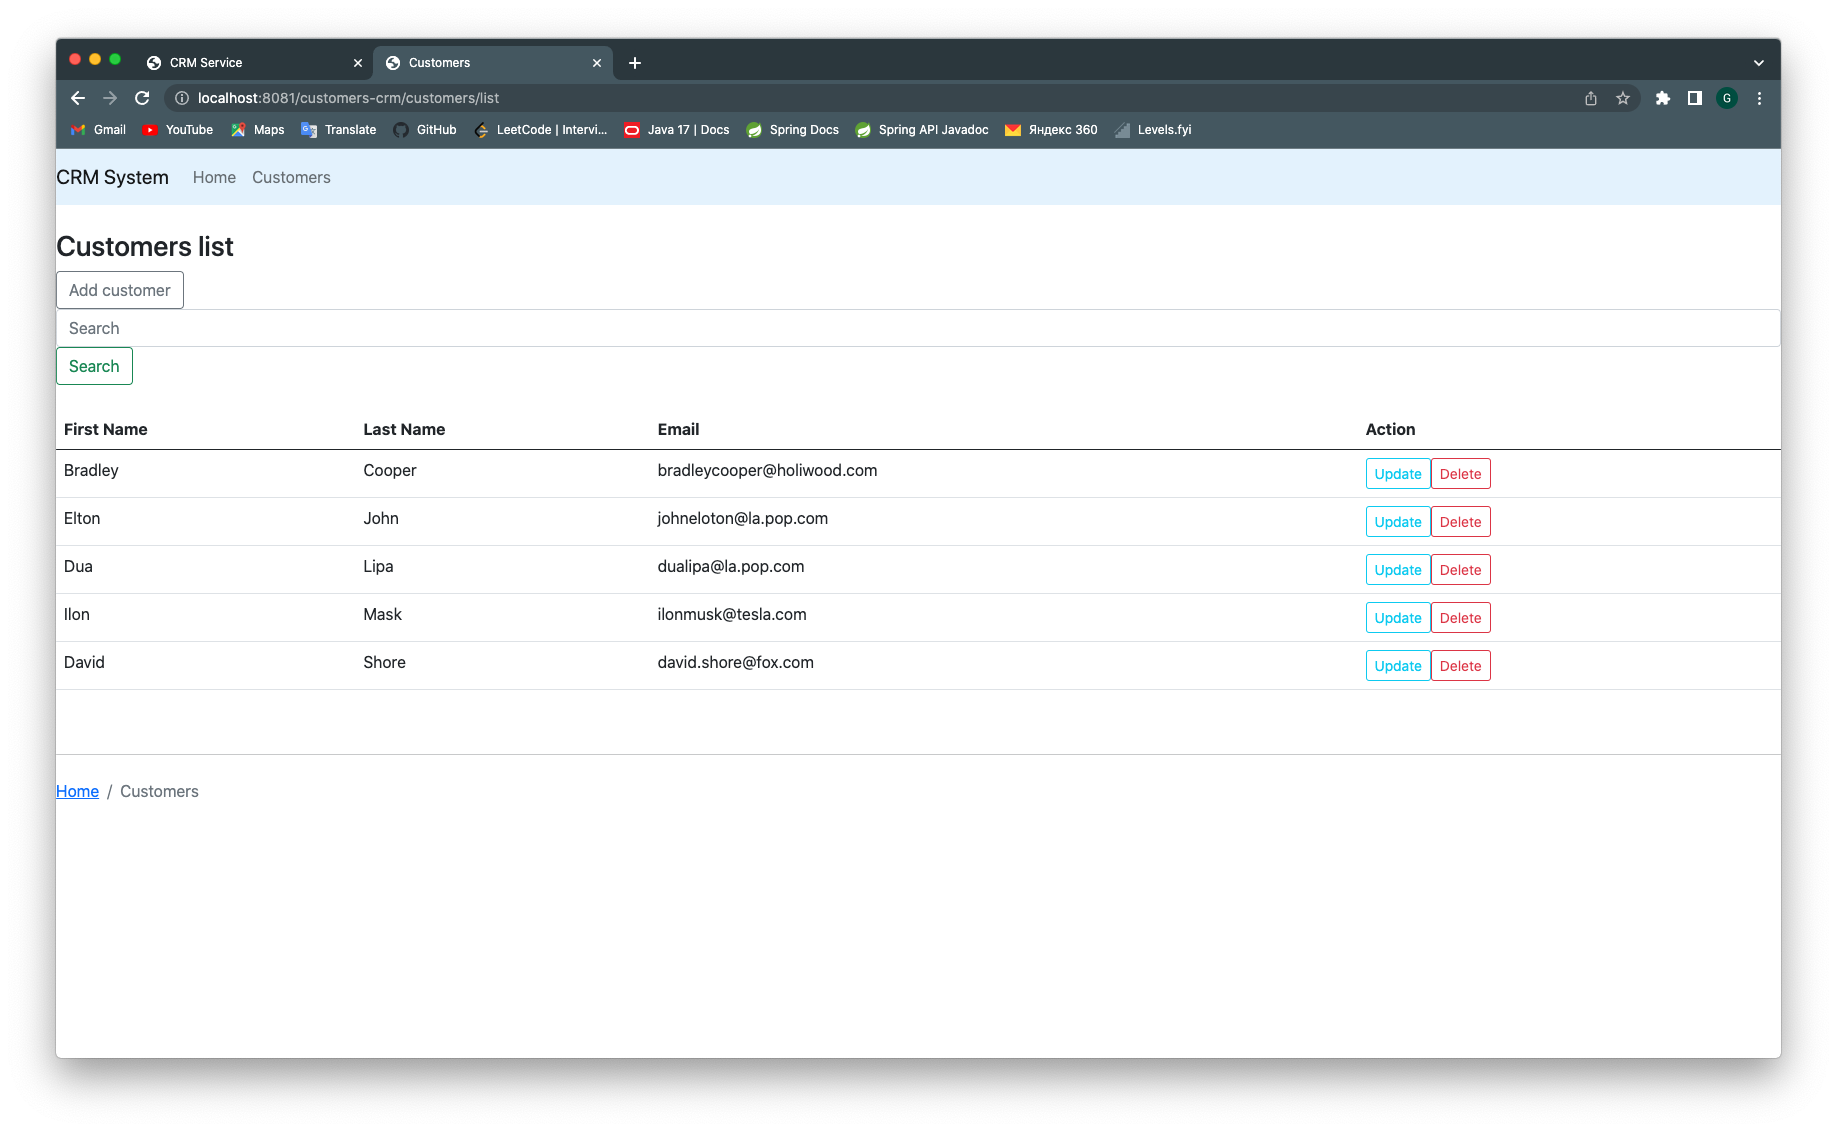 CRM Service
Customers
localhost:8081/customers-crm/customers/list
G
Gmail
YouTube
Maps
Translate
GitHub
LeetCode | Intervi...
Java 17 | Docs
Spring Docs
Spring API Javadoc
Яндекс 360
Levels.fyi
CRM System Home Customers
Customers list
Add customer
Search
Search
First Name Last Name Email Action
Bradley Cooper bradleycooper@holiwood.com Update Delete
Elton John johneloton@la.pop.com Update Delete
Dua Lipa dualipa@la.pop.com Update Delete
Ilon Mask ilonmusk@tesla.com Update Delete
David Shore david.shore@fox.com Update Delete
Home / Customers